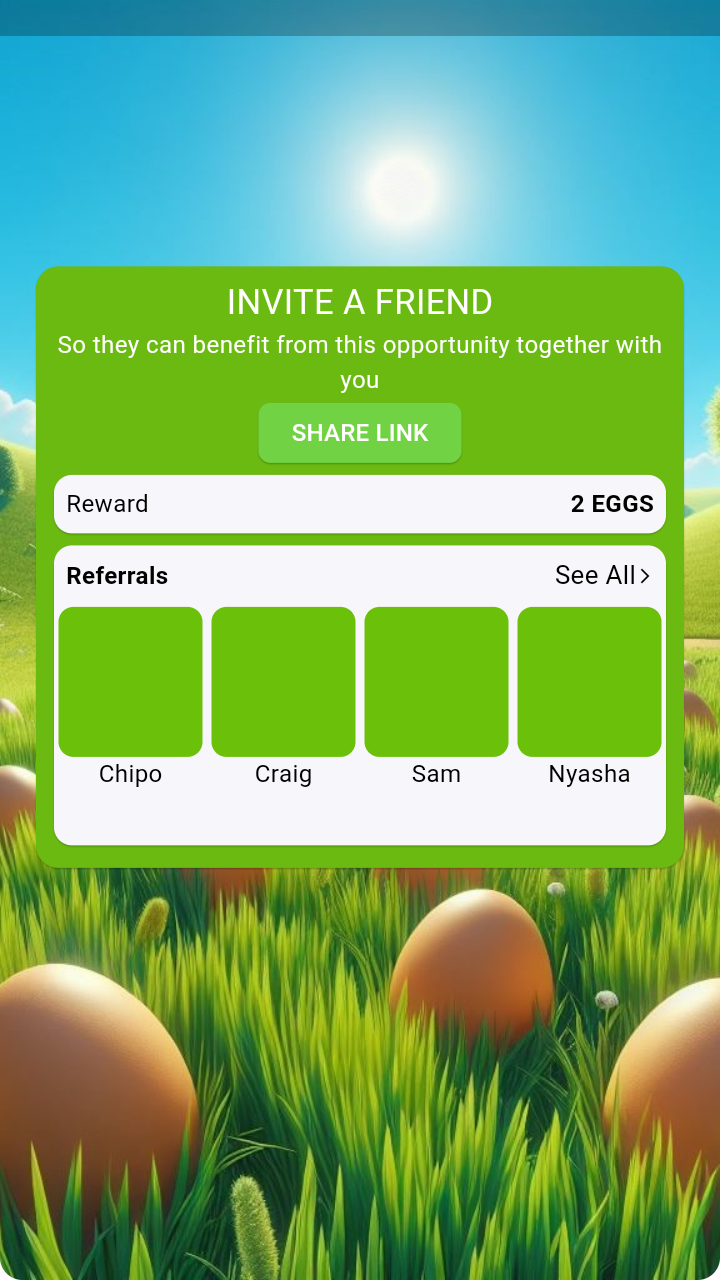 INVITE A FRIEND
So they can benefit from this opportunity together with
you
SHARE LINK
Reward 2 EGGS
Referrals See All
Chipo Craig Sam Nyasha